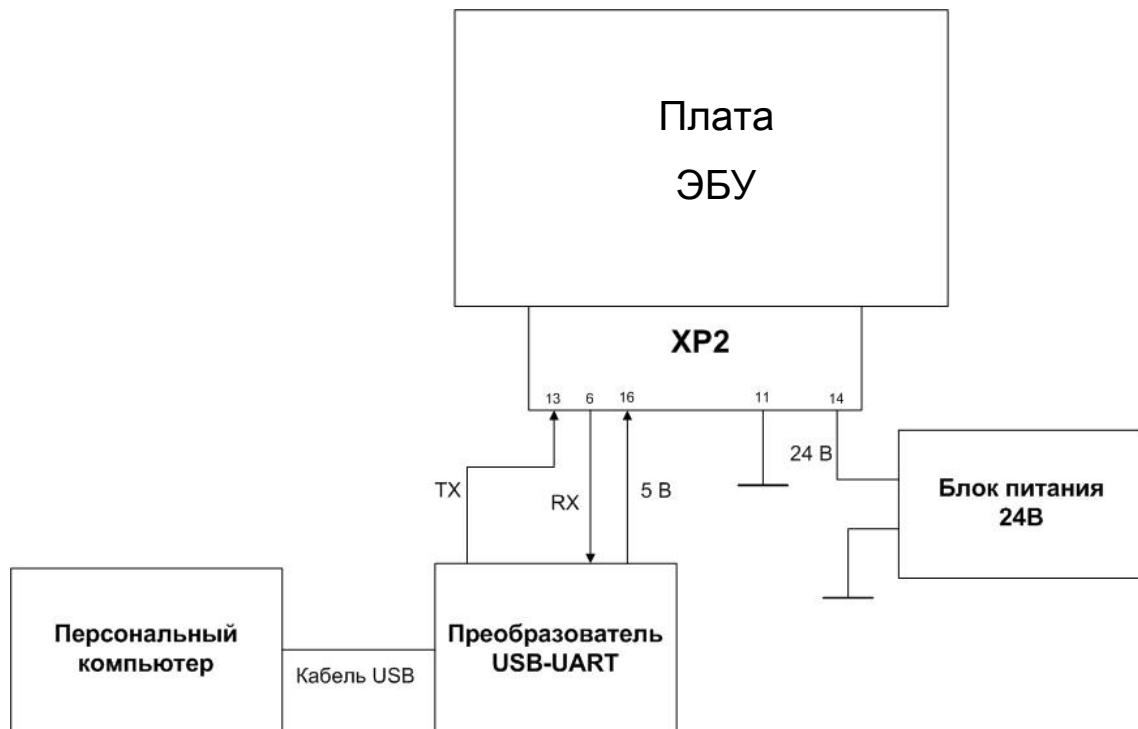 Плата
ЭБУ
XP2
13 6 16 11 14
24 В
TX
RX
5 В
Блок питания
24В
Персональный
компьютер
Кабель USB
Преобразователь
USB-UART